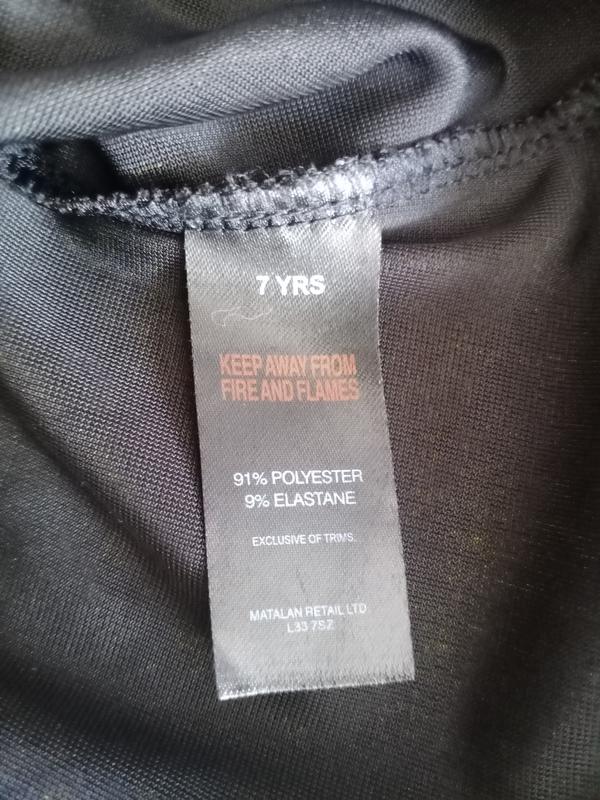 7 YRS
KEEP AWAY FROM
FIRE AND FLAMES
91% POLYESTER
9% ELASTANE
EXCLUSIVE OF TRIMS.
MATALAN RETAIL LTD
L33 7SZ